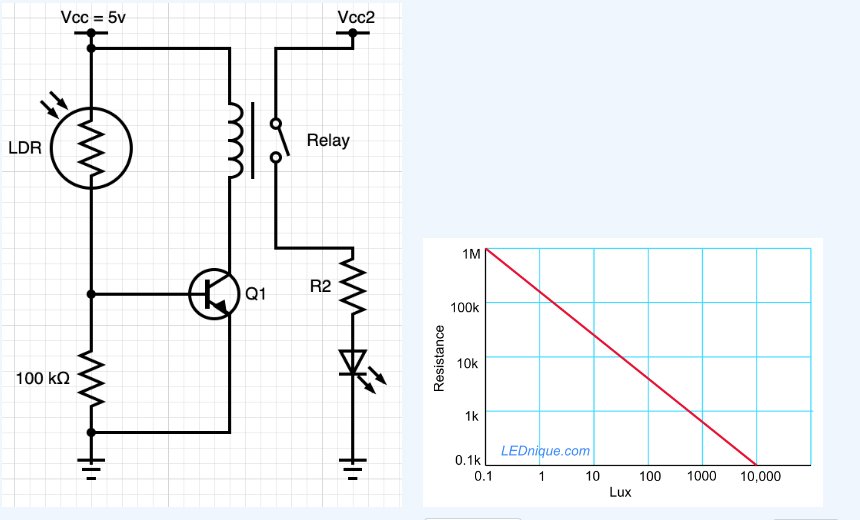 Vcc = 5v
Vcc2
LDR
Relay
Q1
R2
100 kΩ
1M
100k
10k
1k
0.1k
Resistance
LEDnique.com
0.1
1
10
100
1000
10,000
Lux